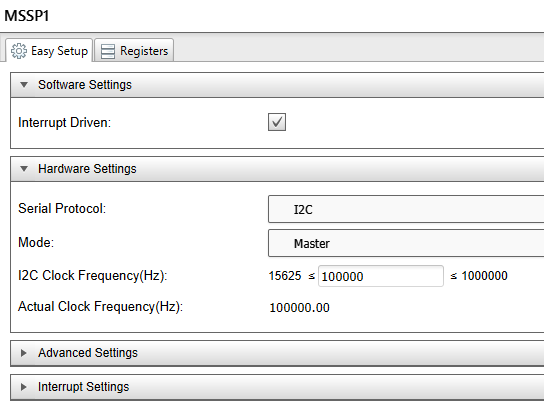 MSSP1
Easy Setup Registers
Software Settings
Interrupt Driven:
Hardware Settings
Serial Protocol: I2C
Mode: Master
I2C Clock Frequency(Hz): 15625 ≤ 100000 ≤ 1000000
Actual Clock Frequency(Hz): 100000.00
Advanced Settings
Interrupt Settings